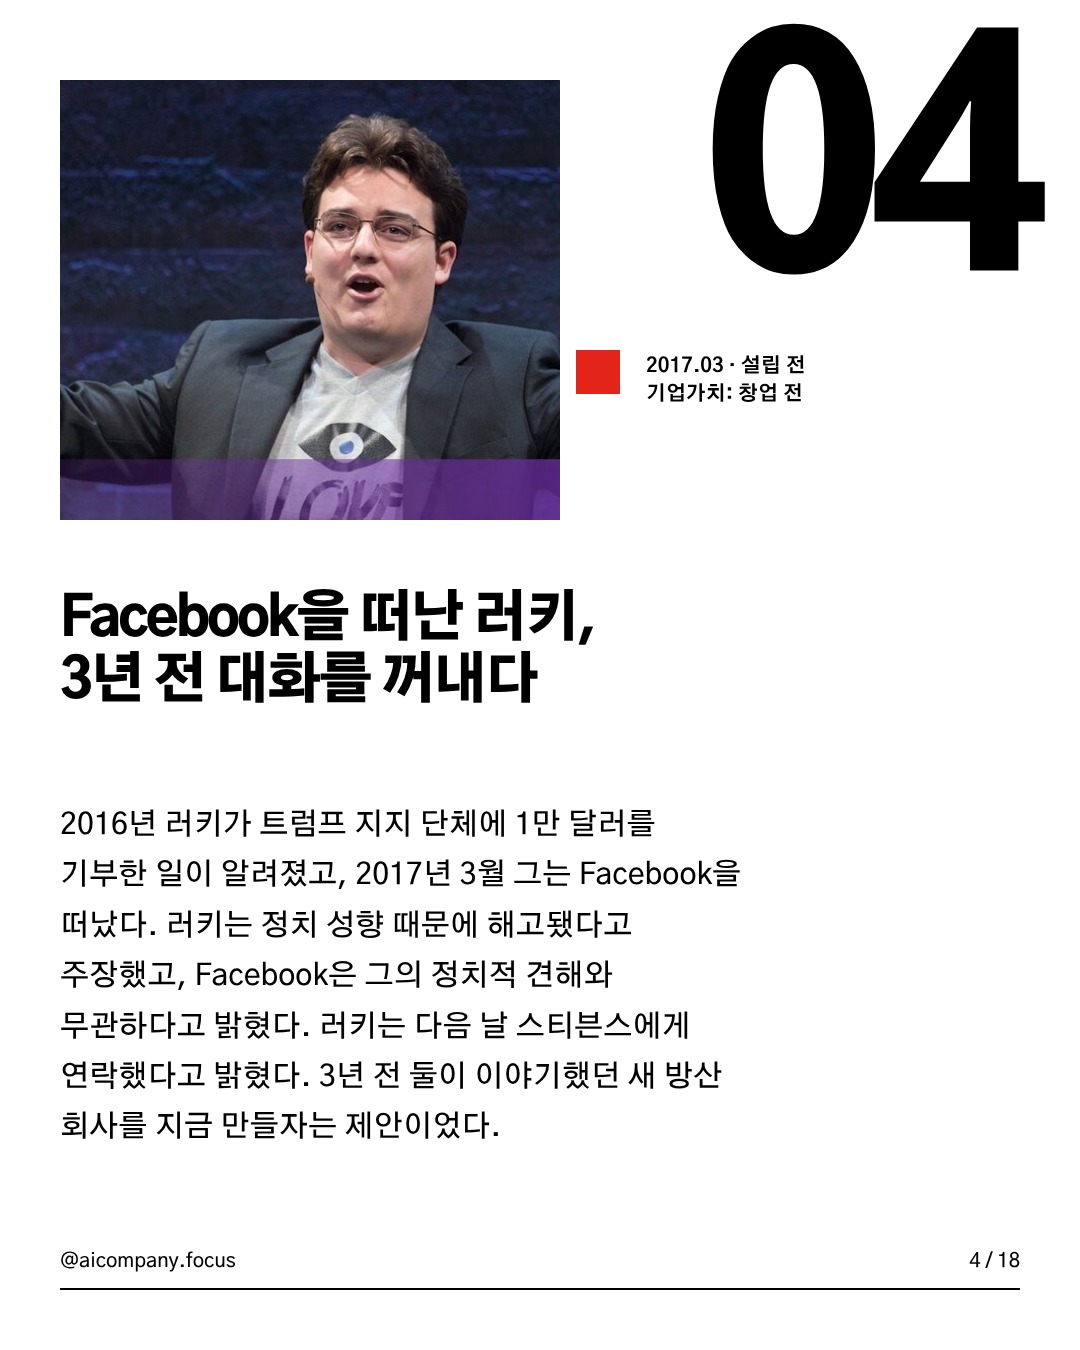 04
2017.03 · 설립 전
기업가치: 창업 전
LOVE
Facebook을 떠난 러키,
3년 전 대화를 꺼내다
2016년 러키가 트럼프 지지 단체에 1만 달러를
기부한 일이 알려졌고, 2017년 3월 그는 Facebook을
떠났다. 러키는 정치 성향 때문에 해고됐다고
주장했고, Facebook은 그의 정치적 견해와
무관하다고 밝혔다. 러키는 다음 날 스티븐스에게
연락했다고 밝혔다. 3년 전 둘이 이야기했던 새 방산
회사를 지금 만들자는 제안이었다.
@aicompany.focus
4 / 18